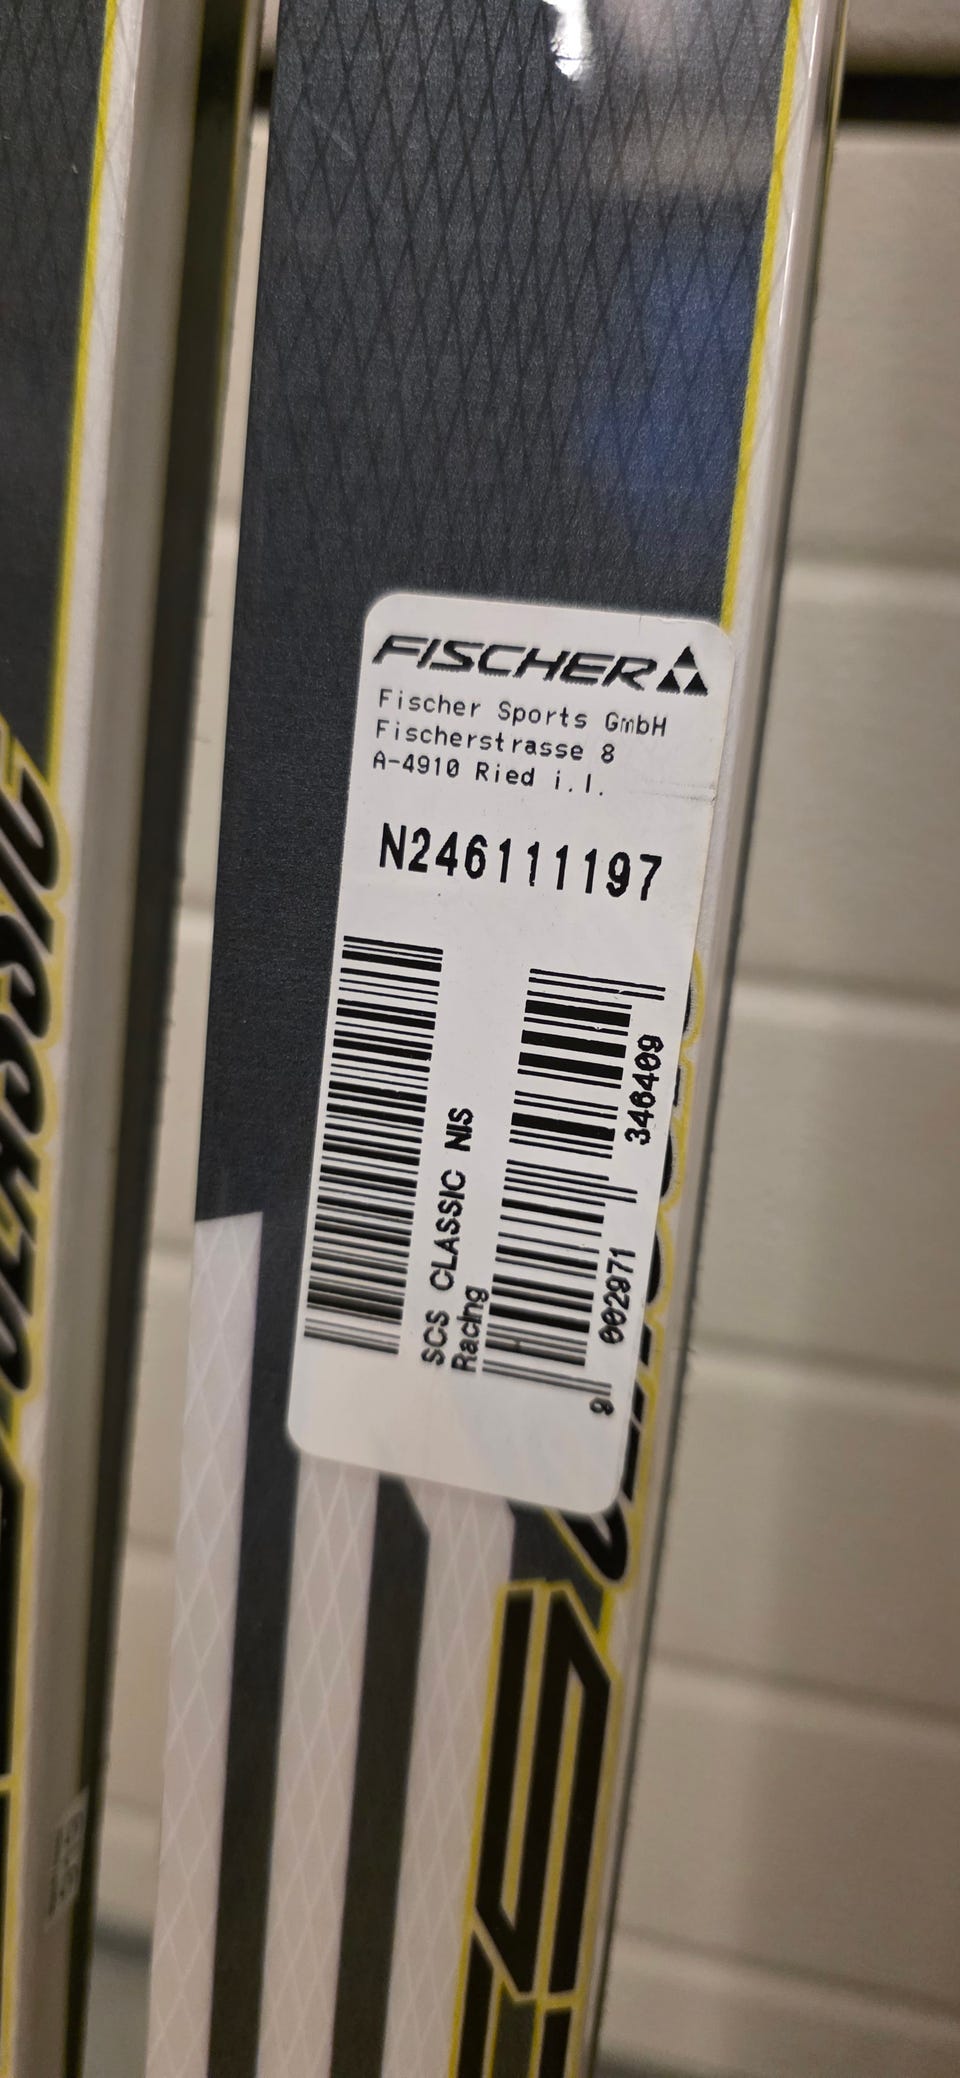 FISCHER
Fischer Sports GmbH
Fischerstrasse 8
A-4910 Ried i.I.
N246111197
SCS CLASSIC NIS
Racing
9 002971 346409